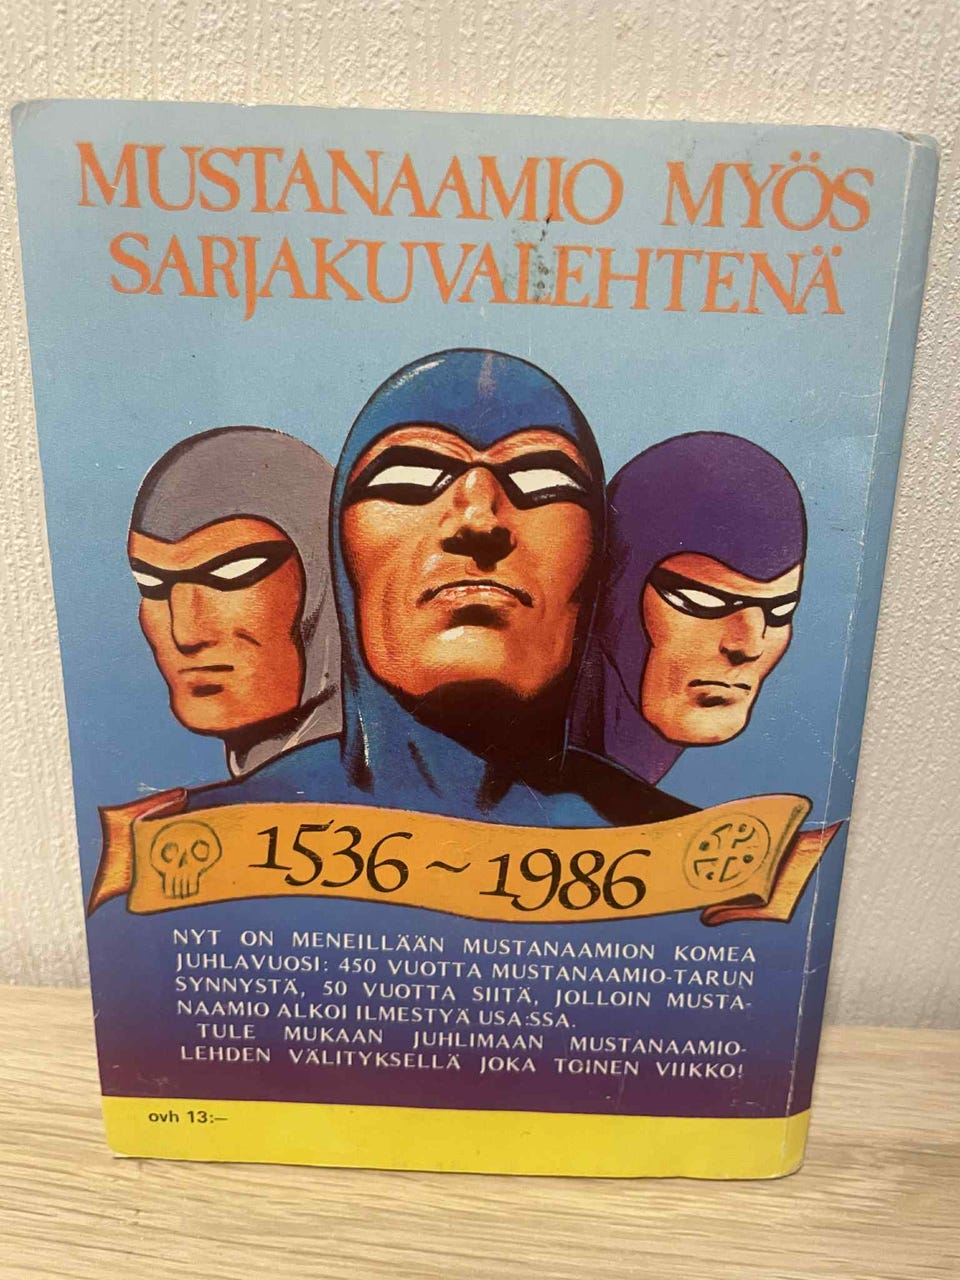 MUSTANAAMIO MYÖS
SARJAKUVALEHTENÄ
1536~1986
NYT ON MENEILLÄÄN MUSTANAAMION KOMEA
JUHLAVUOSI: 450 VUOTTA MUSTANAAMIO-TARUN
SYNNYSTÄ, 50 VUOTTA SIITÄ, JOLLOIN MUSTA-
NAAMIO ALKOI ILMESTYÄ USA:SSA.
TULE MUKAAN JUHLIMAAN MUSTANAAMIO-
LEHDEN VÄLITYKSELLÄ JOKA TOINEN VIIKKO!
ovh 13:—